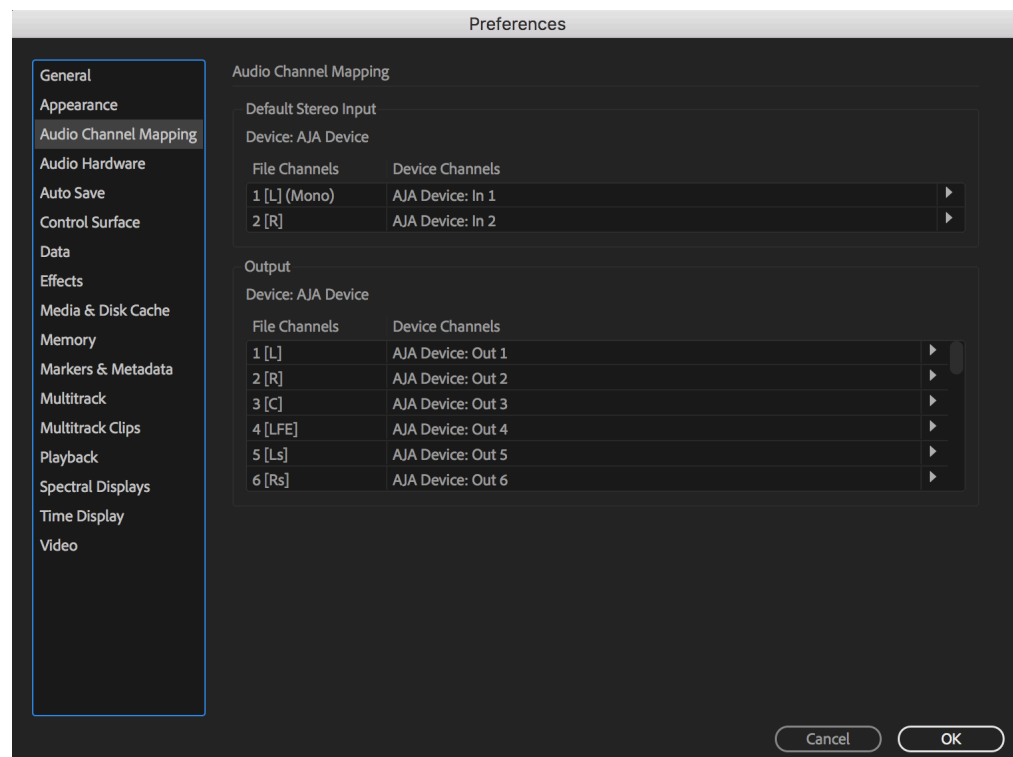 Preferences
General
Appearance
Audio Channel Mapping
Audio Hardware
Auto Save
Control Surface
Data
Effects
Media & Disk Cache
Memory
Markers & Metadata
Multitrack
Multitrack Clips
Playback
Spectral Displays
Time Display
Video
Audio Channel Mapping
Default Stereo Input
Device: AJA Device
File Channels Device Channels
1 [L] (Mono) AJA Device: In 1
2 [R] AJA Device: In 2
Output
Device: AJA Device
File Channels Device Channels
1 [L] AJA Device: Out 1
2 [R] AJA Device: Out 2
3 [C] AJA Device: Out 3
4 [LFE] AJA Device: Out 4
5 [Ls] AJA Device: Out 5
6 [Rs] AJA Device: Out 6
Cancel OK